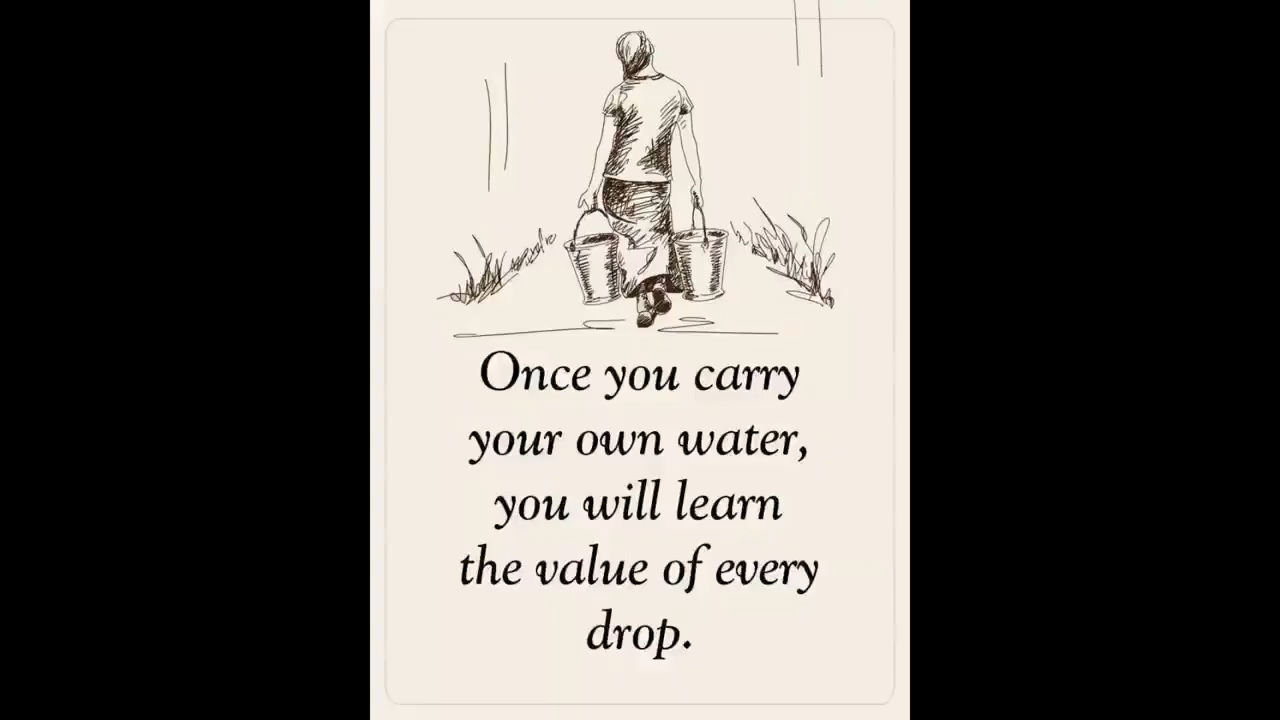 Once you carry
your own water,
you will learn
the value of every
drop.